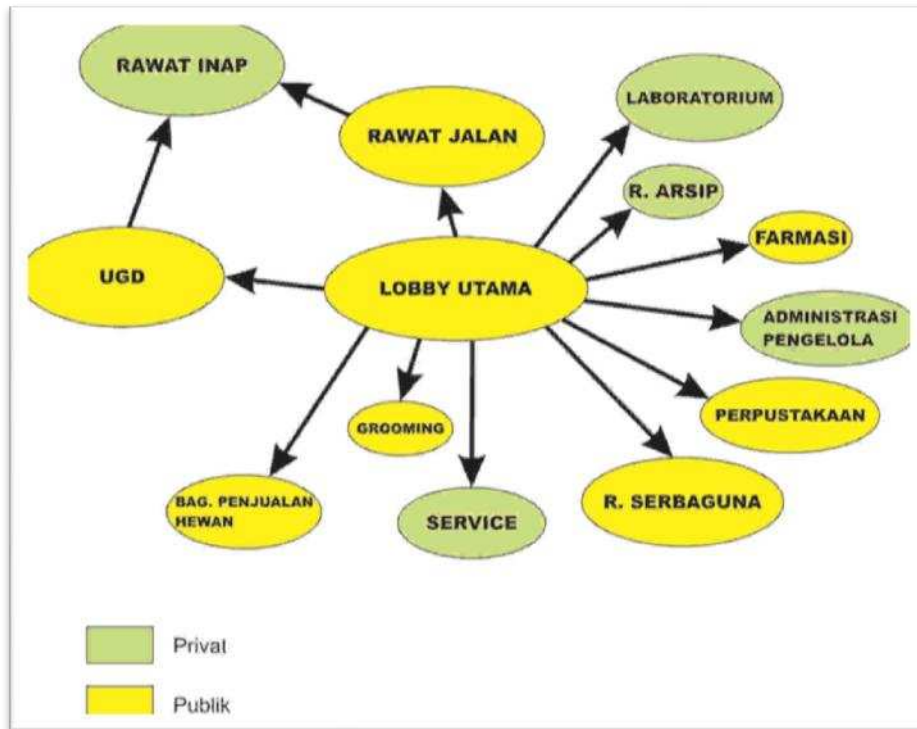 RAWAT INAP
LABORATORIUM
RAWAT JALAN
R. ARSIP
FARMASI
UGD
LOBBY UTAMA
ADMINISTRASI
PENGELOLA
PERPUSTAKAAN
GROOMING
BAG. PENJUALAN
HEWAN
SERVICE
R. SERBAGUNA
Privat
Publik